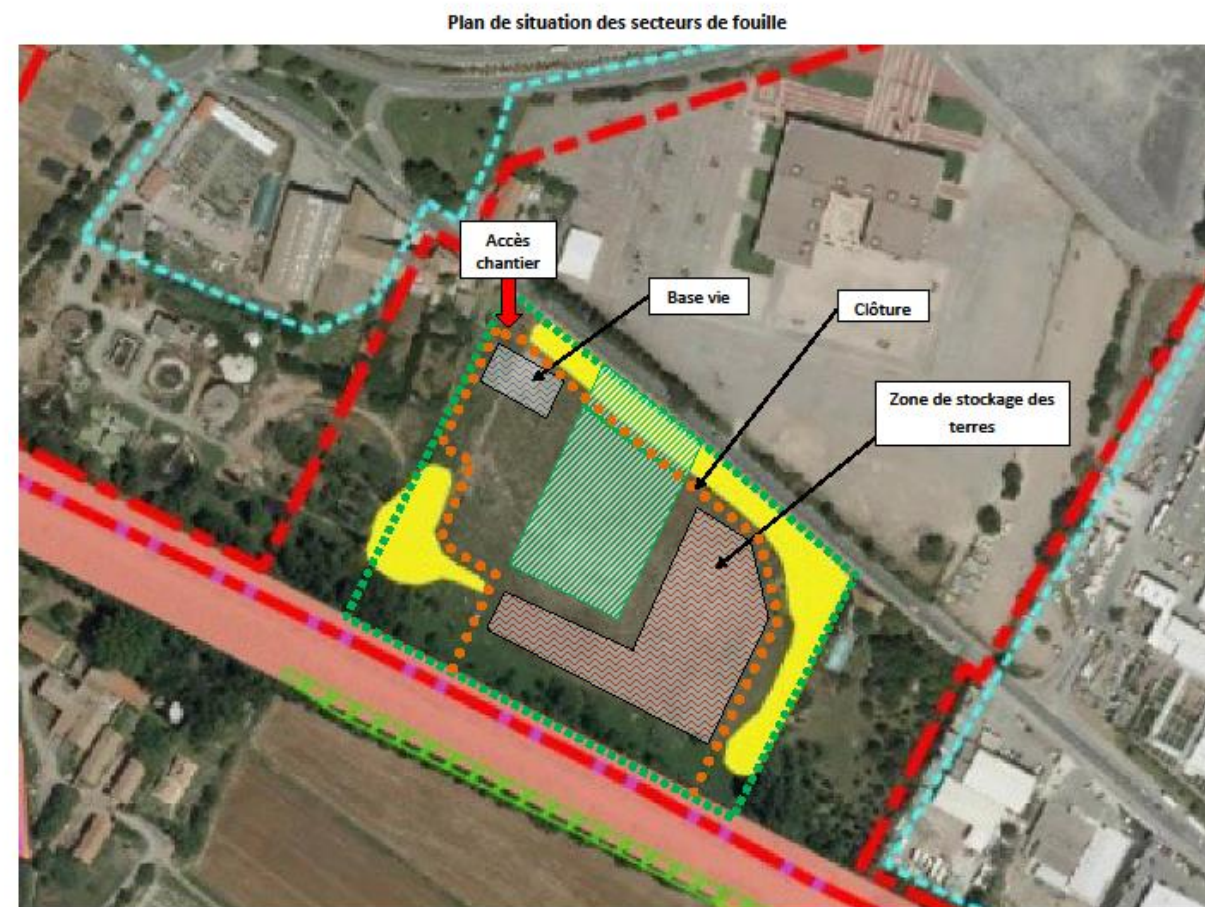 Plan de situation des secteurs de fouille
Accès
chantier
Base vie
Clôture
Zone de stockage des
terres